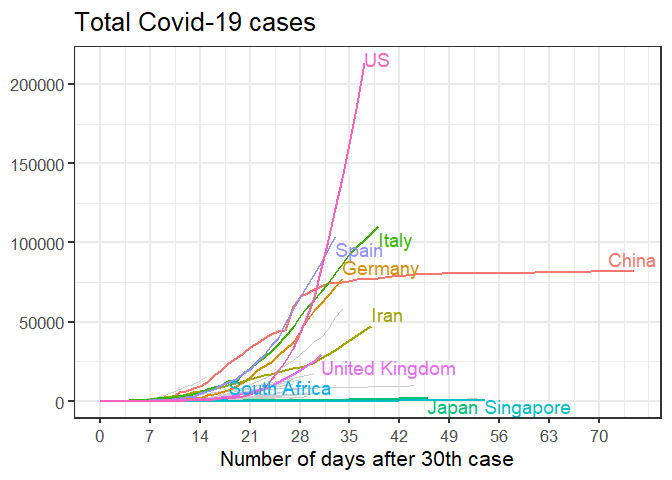 Total Covid-19 cases
US
200000
150000
Italy
100000
Spain
China
Germany
Iran
50000
United Kingdom
South Africa
0
Japan Singapore
0 7 14 21 28 35 42 49 56 63 70
Number of days after 30th case